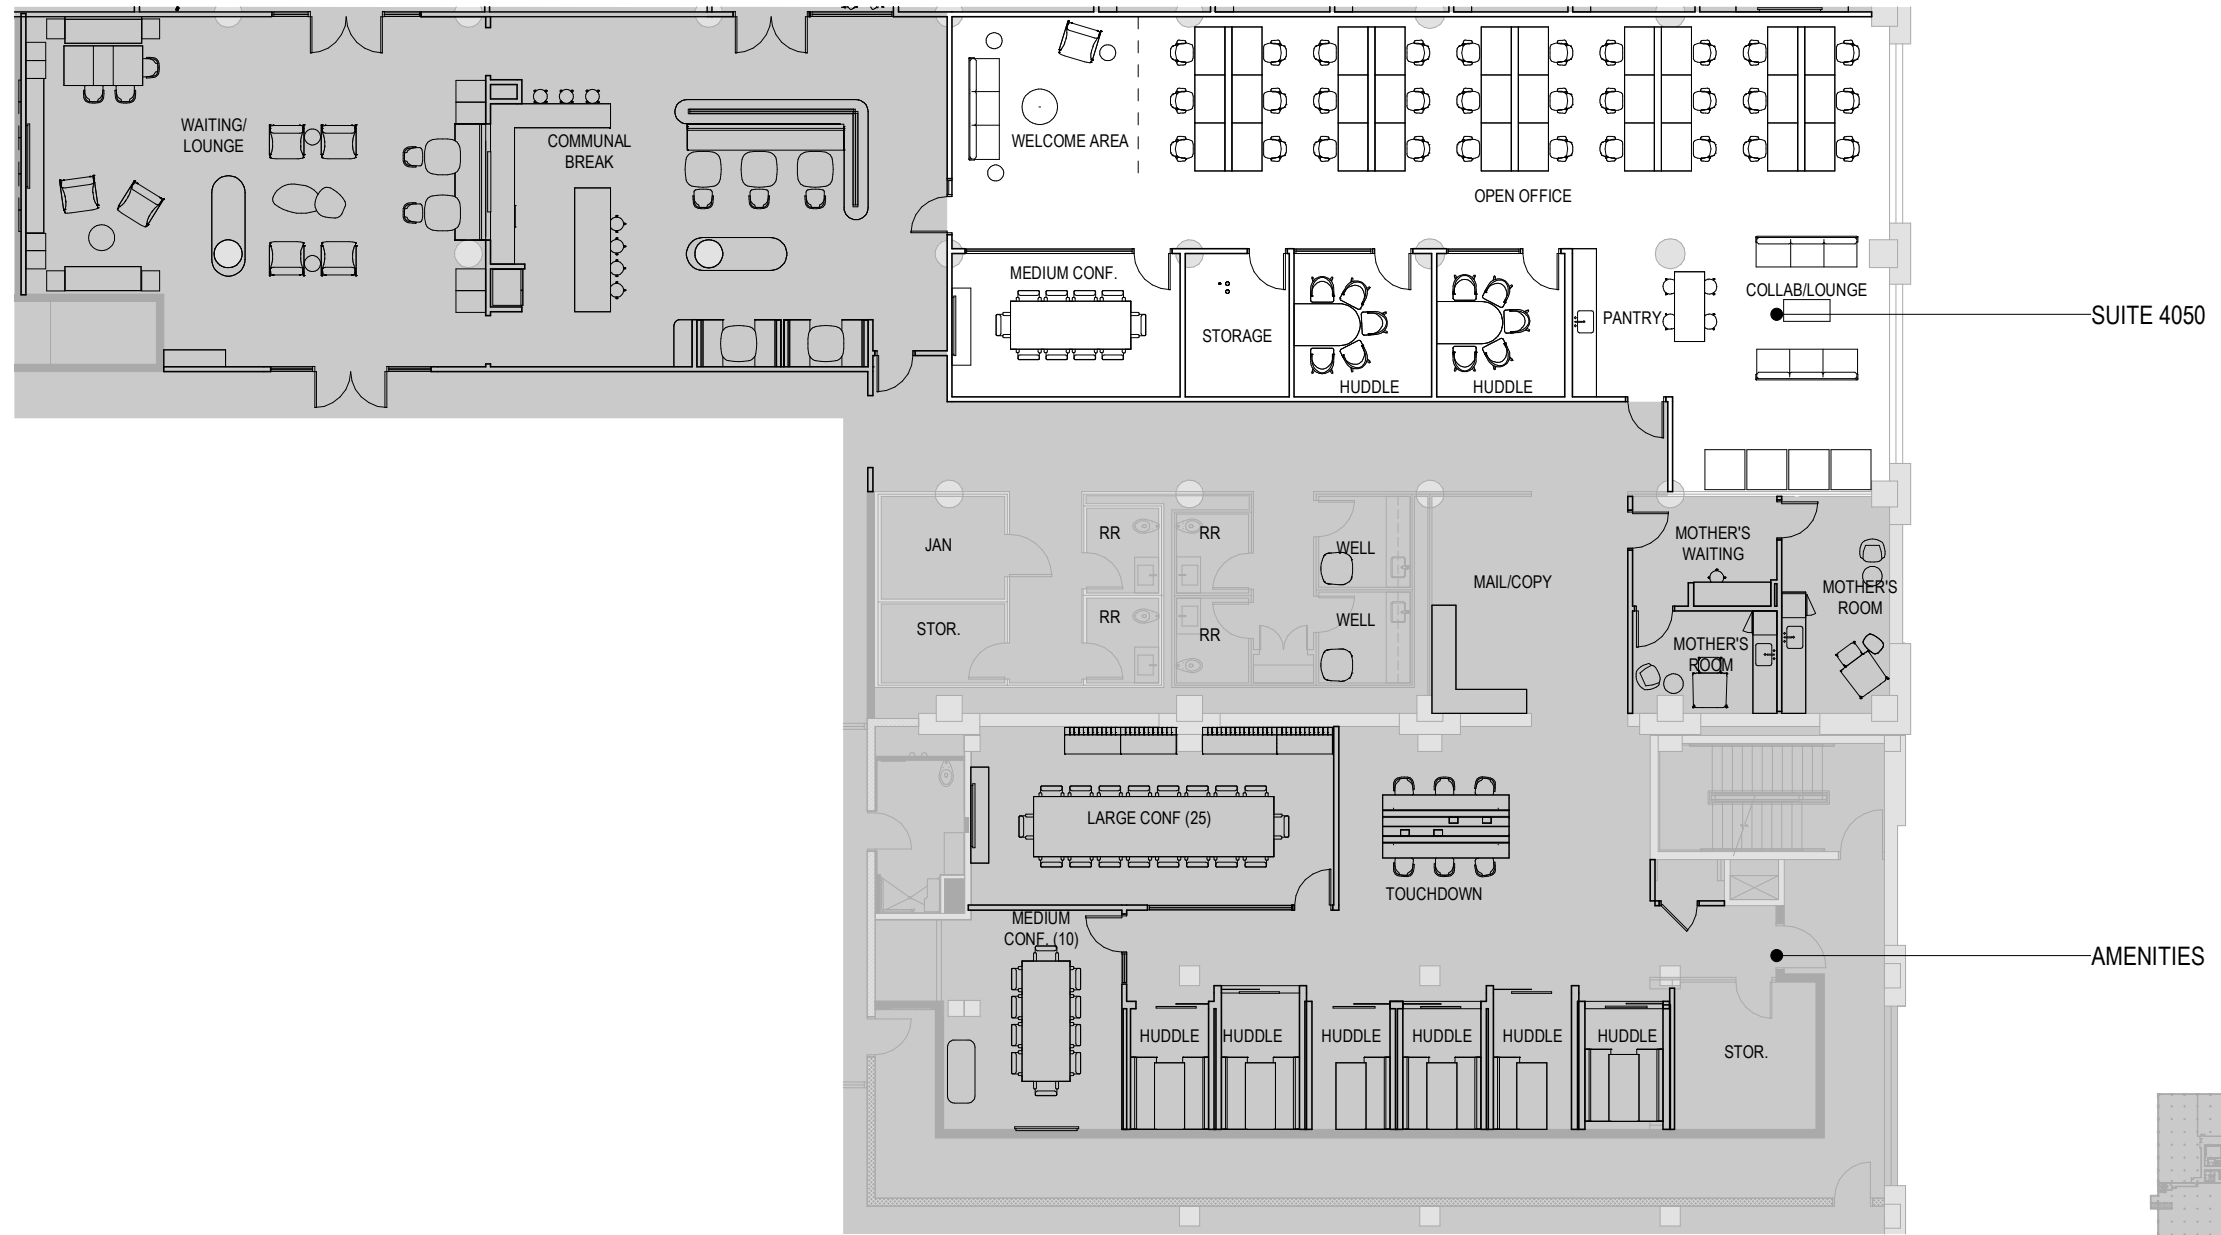 WAITING/
LOUNGE
COMMUNAL
BREAK
WELCOME AREA
OPEN OFFICE
MEDIUM CONF.
STORAGE
HUDDLE
HUDDLE
PANTRY
COLLAB/LOUNGE
SUITE 4050
JAN
RR
RR
WELL
MAIL/COPY
MOTHER'S
WAITING
MOTHER'S
ROOM
STOR.
RR
RR
WELL
MOTHER'S
ROOM
LARGE CONF (25)
TOUCHDOWN
MEDIUM
CONF. (10)
AMENITIES
HUDDLE
HUDDLE
HUDDLE
HUDDLE
HUDDLE
HUDDLE
STOR.